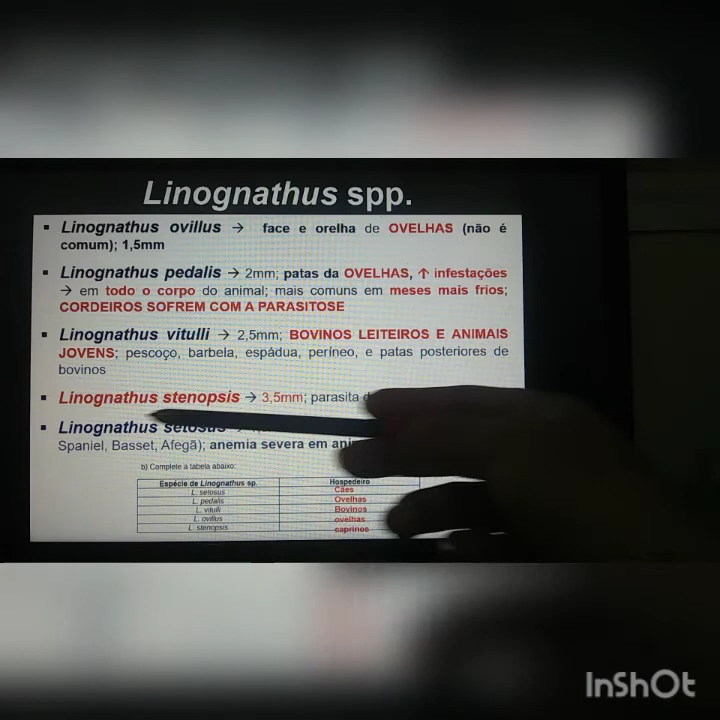 Linognathus spp.
▪ Linognathus ovillus → face e orelha de OVELHAS (não é
comum); 1,5mm
▪ Linognathus pedalis → 2mm; patas da OVELHAS, ↑ infestações
→ em todo o corpo do animal; mais comuns em meses mais frios;
CORDEIROS SOFREM COM A PARASITOSE
▪ Linognathus vitulli → 2,5mm; BOVINOS LEITEIROS E ANIMAIS
JOVENS; pescoço, barbela, espádua, períneo, e patas posteriores de
bovinos
▪ Linognathus stenopsis → 3,5mm; parasita
▪ Linognathus setosus →
Spaniel, Basset, Afegã); anemia severa em
b) Complete a tabela abaixo:
Espécie de Linognathus sp. Hospedeiro
L. setosus Cães
L. pedalis Ovelhas
L. vitulli Bovinos
L. ovillus ovelhas
L. stenopsis caprinos
InShOt